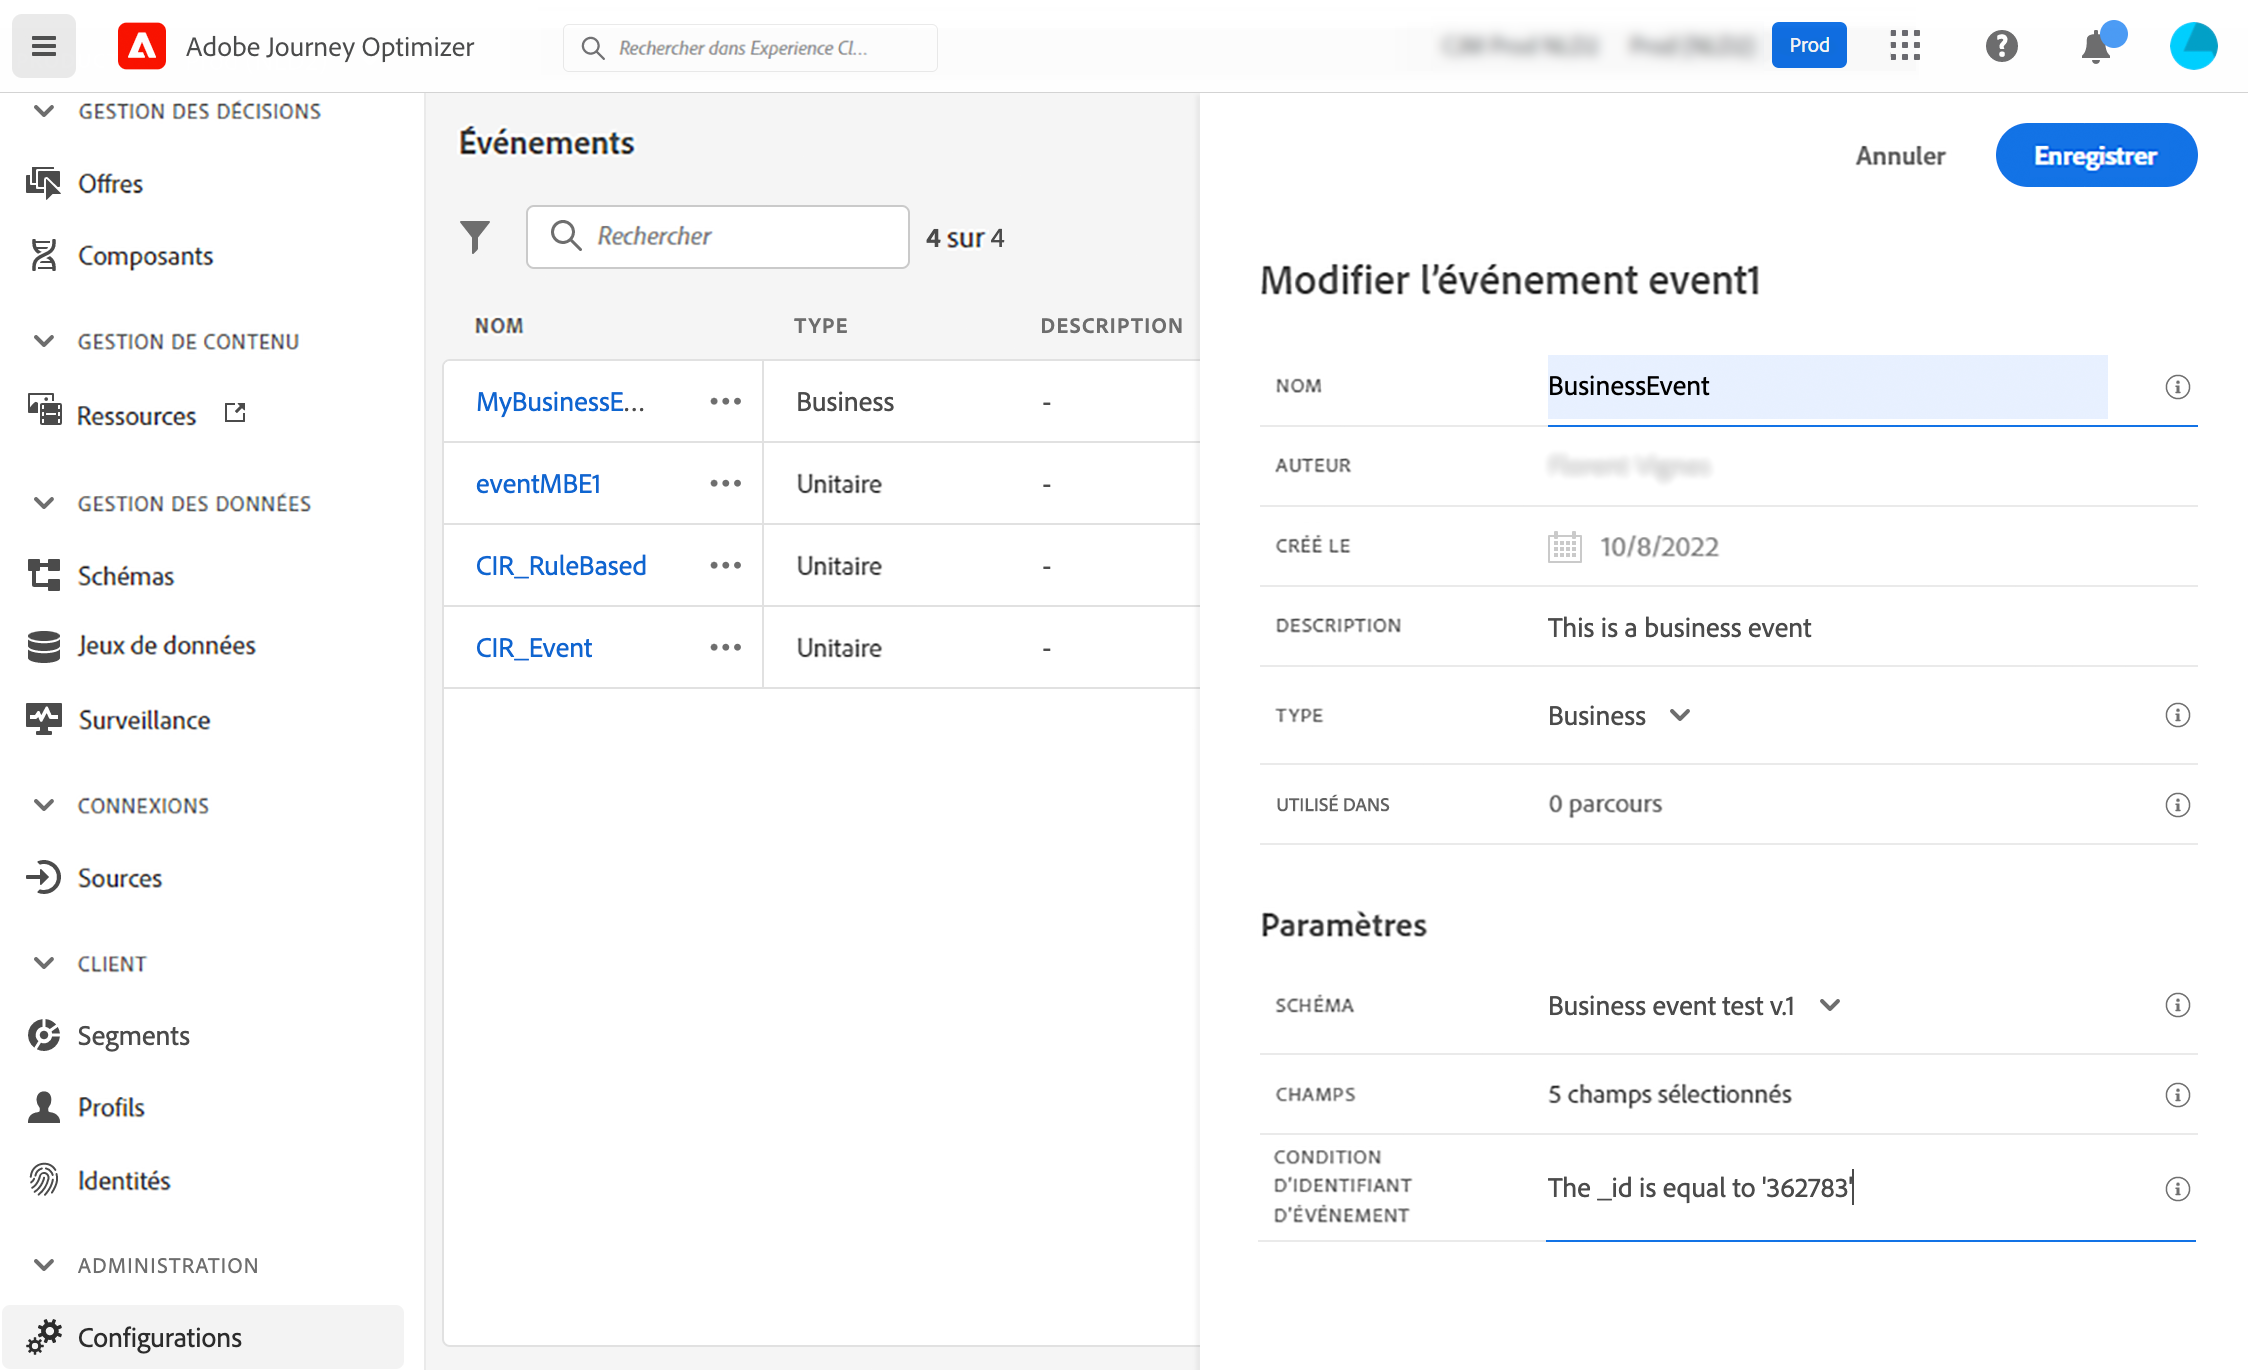 Adobe Journey Optimizer
Rechercher dans Experience Cl...
Prod
GESTION DES DÉCISIONS
Offres
Composants
GESTION DE CONTENU
Ressources
GESTION DES DONNÉES
Schémas
Jeux de données
Surveillance
CONNEXIONS
Sources
CLIENT
Segments
Profils
Identités
ADMINISTRATION
Configurations
Événements
Rechercher
4 sur 4
NOM TYPE DESCRIPTION
MyBusinessE... Business -
eventMBE1 Unitaire -
CIR_RuleBased Unitaire -
CIR_Event Unitaire -
Annuler
Enregistrer
Modifier l’événement event1
NOM BusinessEvent
AUTEUR
CRÉÉ LE 10/8/2022
DESCRIPTION This is a business event
TYPE Business
UTILISÉ DANS 0 parcours
Paramètres
SCHÉMA Business event test v.1
CHAMPS 5 champs sélectionnés
CONDITION
D’IDENTIFIANT
D’ÉVÉNEMENT
The _id is equal to '362783'